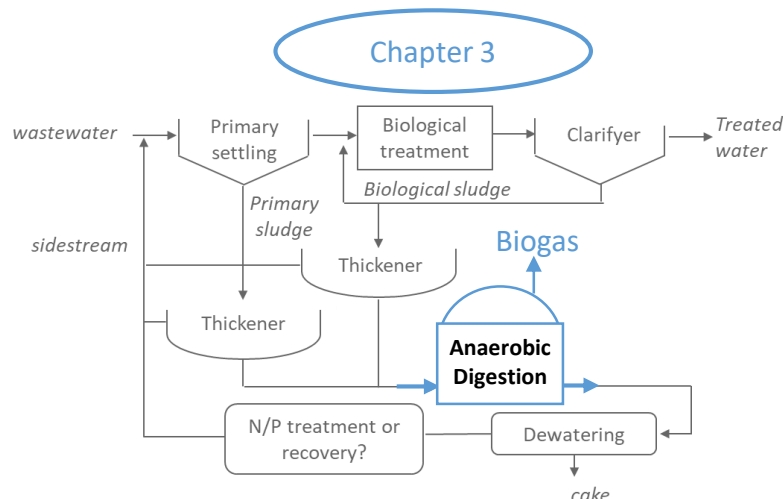 Chapter 3
wastewater
Primary
settling
Biological
treatment
Clarifyer
Treated
water
Biological sludge
Primary
sludge
sidestream
Thickener
Biogas
Thickener
Anaerobic
Digestion
N/P treatment or
recovery?
Dewatering
cake